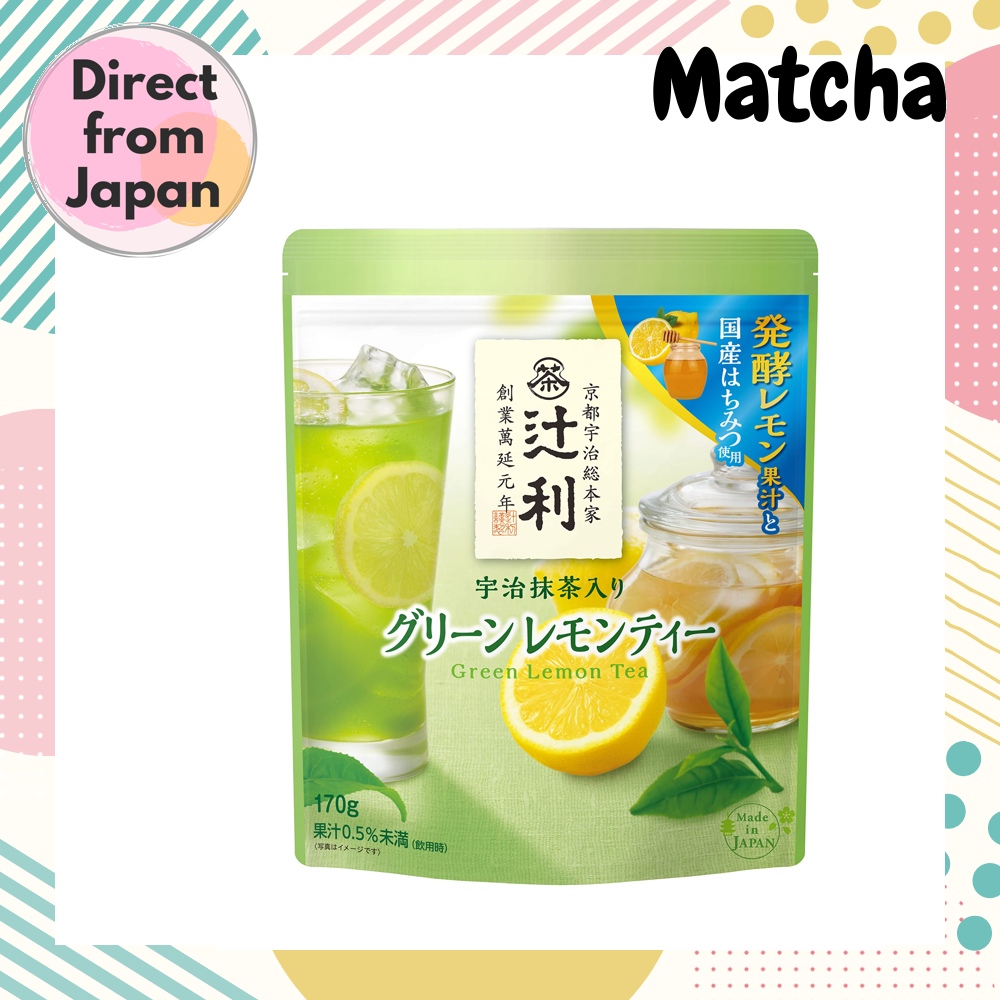 Direct
from
Japan
Matcha
発酵レモン果汁と
国産はちみつ使用
茶
辻利
京都宇治総本家
創業萬延元年
宇治抹茶入り
グリーンレモンティー
Green Lemon Tea
170g
果汁0.5%未満(飲用時)
(写真はイメージです)
Made
in
JAPAN